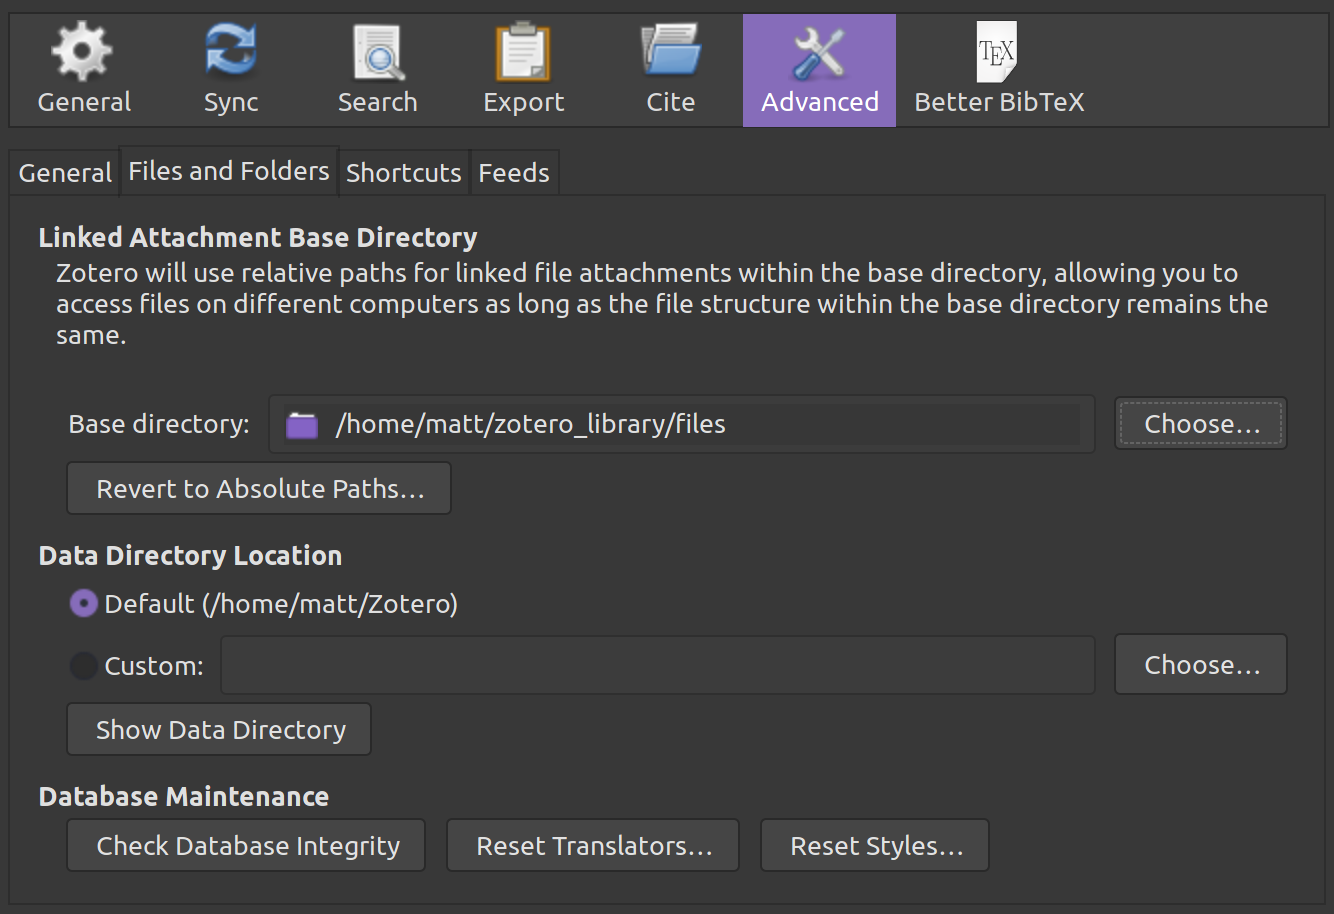 General
Sync
Search
Export
Cite
Advanced
TEX
Better BibTeX
General
Files and Folders
Shortcuts
Feeds
Linked Attachment Base Directory
Zotero will use relative paths for linked file attachments within the base directory, allowing you to
access files on different computers as long as the file structure within the base directory remains the
same.
Base directory:
/home/matt/zotero_library/files
Choose...
Revert to Absolute Paths...
Data Directory Location
Default (/home/matt/Zotero)
Custom:
Choose...
Show Data Directory
Database Maintenance
Check Database Integrity
Reset Translators...
Reset Styles...